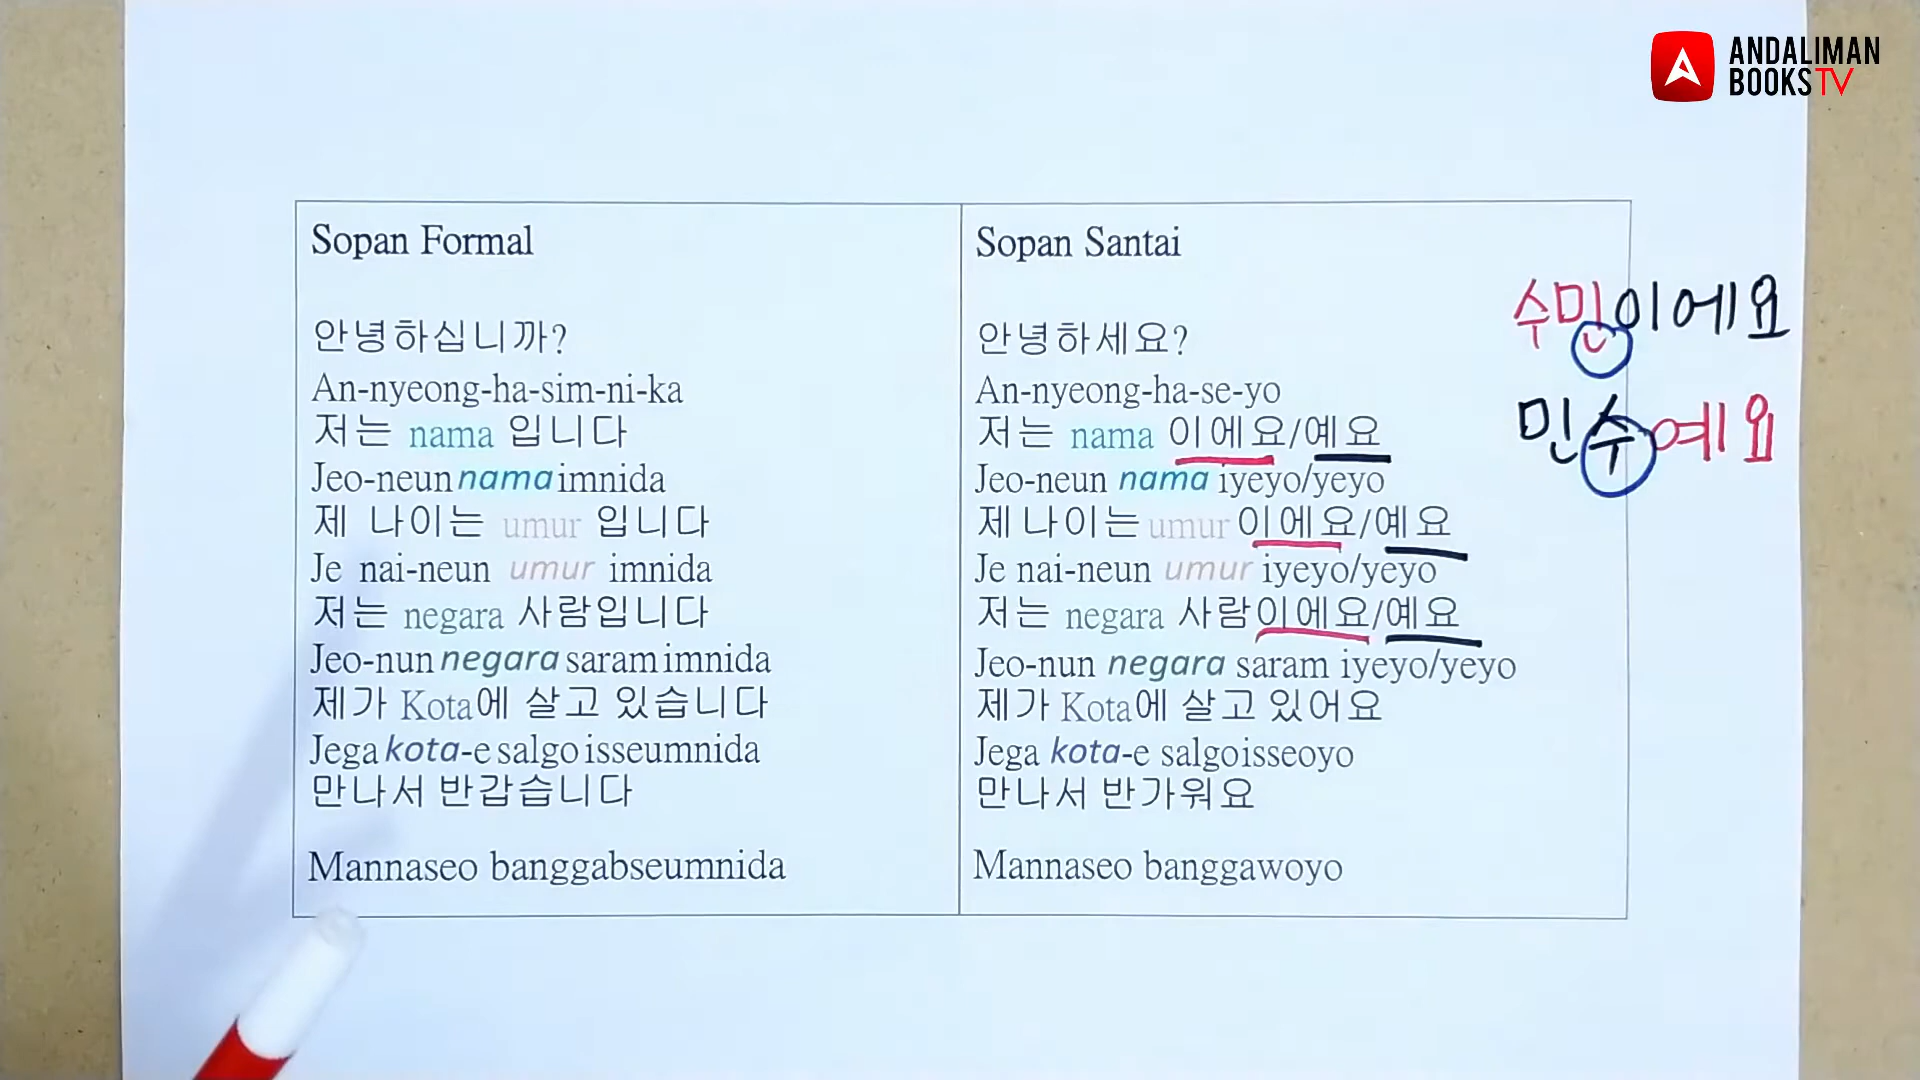 ANDALIMAN
BOOKSTV
Sopan Formal
안녕하십니까?
An-nyeong-ha-sim-ni-ka
저는 nama 입니다
Jeo-neun nama imnida
제 나이는 umur 입니다
Je nai-neun umur imnida
저는 negara 사람입니다
Jeo-nun negara saram imnida
제가 Kota에 살고 있습니다
Jega kota-e salgo isseumnida
만나서 반갑습니다
Mannaseo banggabseumnida
Sopan Santai
안녕하세요?
An-nyeong-ha-se-yo
저는 nama 이에요/예요
Jeo-neun nama iyeyo/yeyo
제 나이는 umur 이에요/예요
Je nai-neun umur iyeyo/yeyo
저는 negara 사람이에요/예요
Jeo-nun negara saram iyeyo/yeyo
제가 Kota에 살고 있어요
Jega kota-e salgoisseoyo
만나서 반가워요
Mannaseo banggawoyo
수민이에요
민수예요